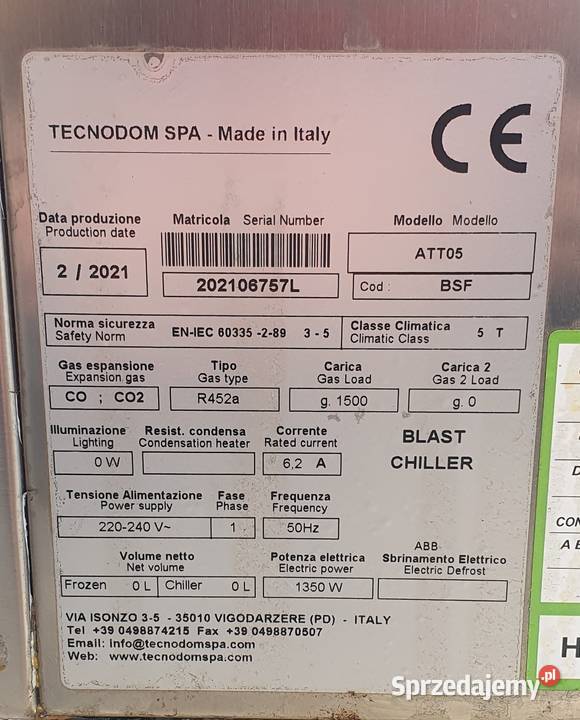 TECNODOM SPA - Made in Italy
CE
Data produzione
Production date
2 / 2021
Matricola Serial Number
202106757L
Modello Modello
ATT05
Cod : BSF
Norma sicurezza
Safety Norm
EN-IEC 60335 -2-89 3 - 5
Classe Climatica
Climatic Class
5 T
Gas espansione
Expansion gas
CO ; CO2
Tipo
Gas type
R452a
Carica
Gas Load
g. 1500
Carica 2
Gas 2 Load
g. 0
Illuminazione
Lighting
0 W
Resist. condensa
Condensation heater
Corrente
Rated current
6,2 A
BLAST
CHILLER
Tensione Alimentazione
Power supply
220-240 V~
Fase
Phase
1
Frequenza
Frequency
50Hz
Volume netto
Net volume
Frozen 0 L Chiller 0 L
Potenza elettrica
Electric power
1350 W
ABB
Sbrinamento Elettrico
Electric Defrost
VIA ISONZO 3-5 - 35010 VIGODARZERE (PD) - ITALY
Tel +39 0498874215 Fax +39 0498870507
Email: info@tecnodomspa.com
Web: www.tecnodomspa.com
CON
A E
H
Sprzedajemy.pl